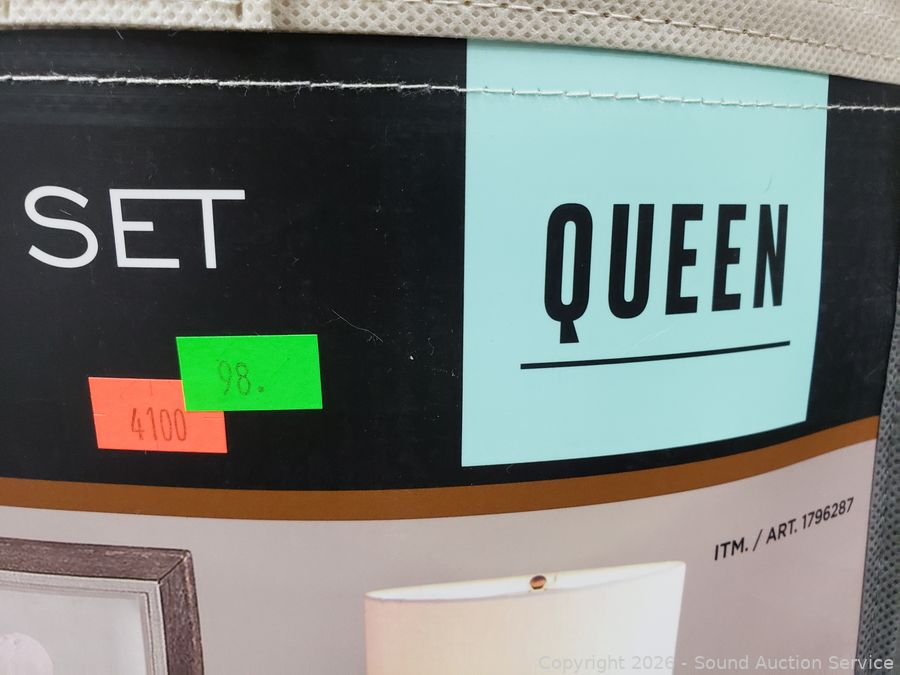 SET
QUEEN
98.
4100
ITM. / ART. 1796287
Copyright 2026 - Sound Auction Service